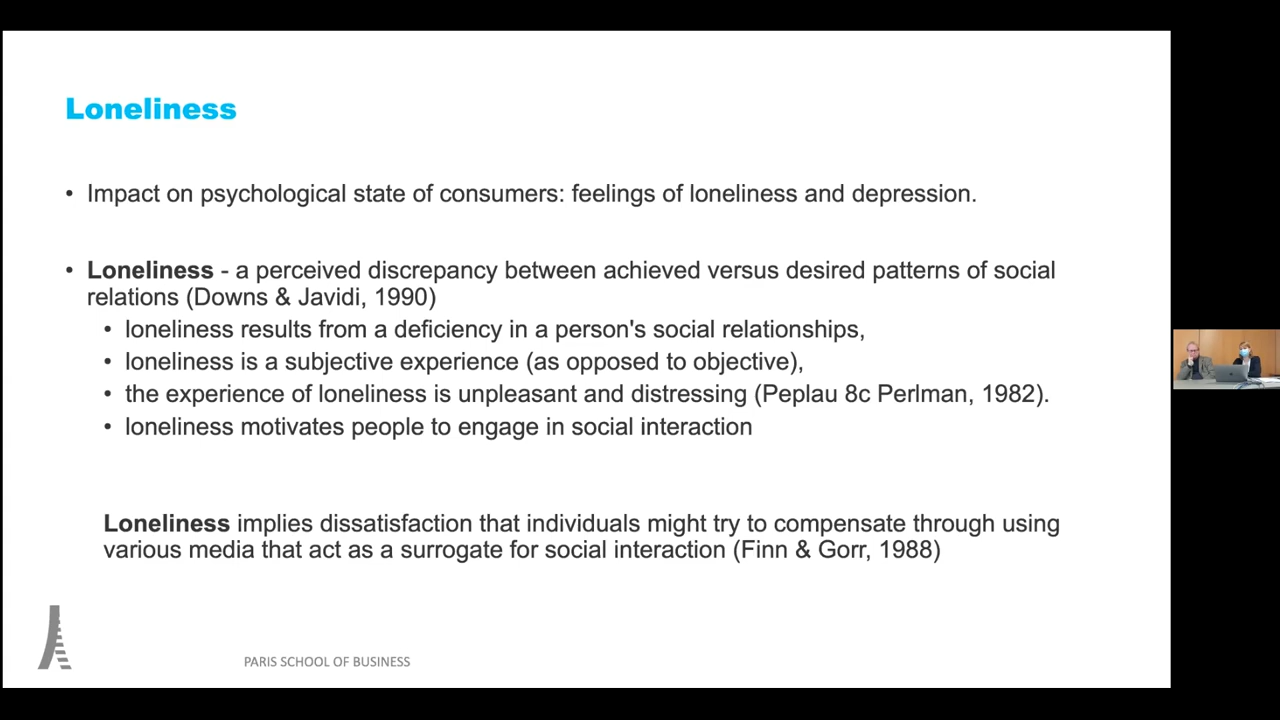 Loneliness
• Impact on psychological state of consumers: feelings of loneliness and depression.
• Loneliness - a perceived discrepancy between achieved versus desired patterns of social
relations (Downs & Javidi, 1990)
• loneliness results from a deficiency in a person's social relationships,
• loneliness is a subjective experience (as opposed to objective),
• the experience of loneliness is unpleasant and distressing (Peplau 8c Perlman, 1982).
• loneliness motivates people to engage in social interaction
Loneliness implies dissatisfaction that individuals might try to compensate through using
various media that act as a surrogate for social interaction (Finn & Gorr, 1988)
PARIS SCHOOL OF BUSINESS